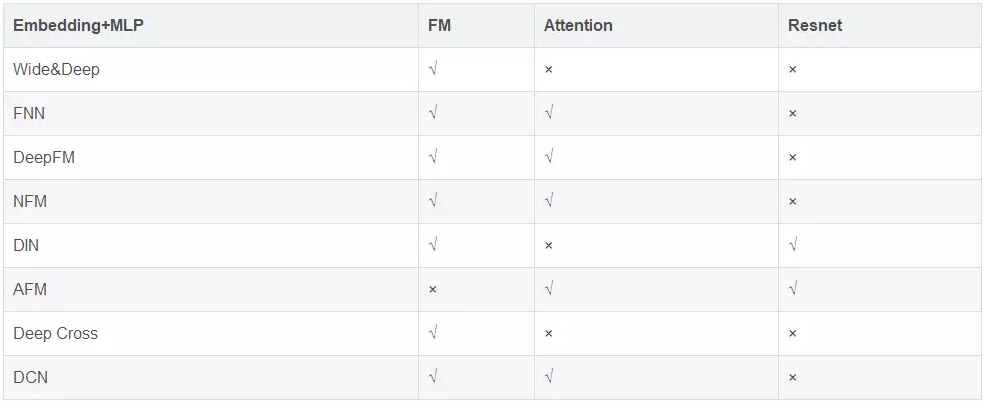 Embedding+MLP FM Attention Resnet
Wide&Deep √ × ×
FNN √ √ ×
DeepFM √ √ ×
NFM √ √ ×
DIN √ × √
AFM × √ √
Deep Cross √ × ×
DCN √ √ ×